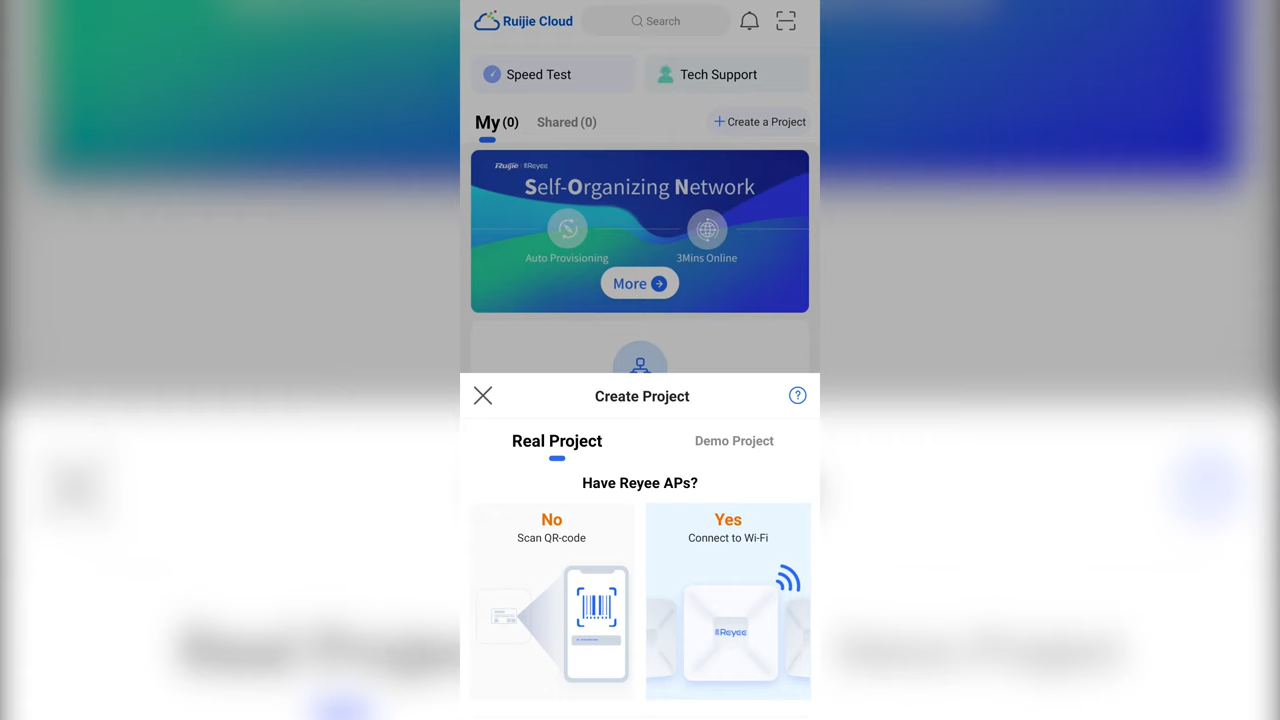 Ruijie Cloud
Search
Speed Test
Tech Support
My (0)
Shared (0)
+ Create a Project
Ruijie | Reyee
Self-Organizing Network
Auto Provisioning
3Mins Online
More
Create Project
?
Real Project
Demo Project
Have Reyee APs?
No
Scan QR-code
Yes
Connect to Wi-Fi
Reyee